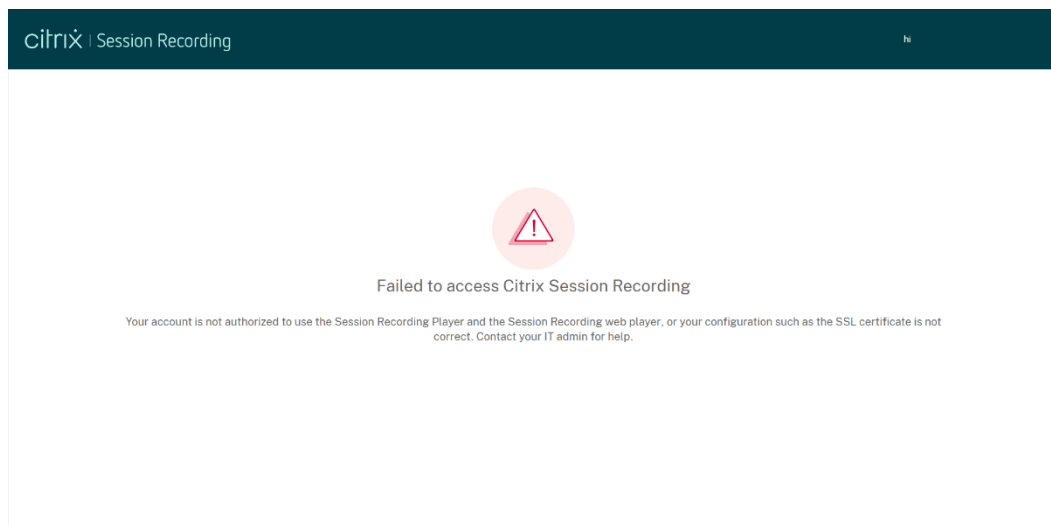 citrix | Session Recording
hi
Failed to access Citrix Session Recording
Your account is not authorized to use the Session Recording Player and the Session Recording web player, or your configuration such as the SSL certificate is not
correct. Contact your IT admin for help.